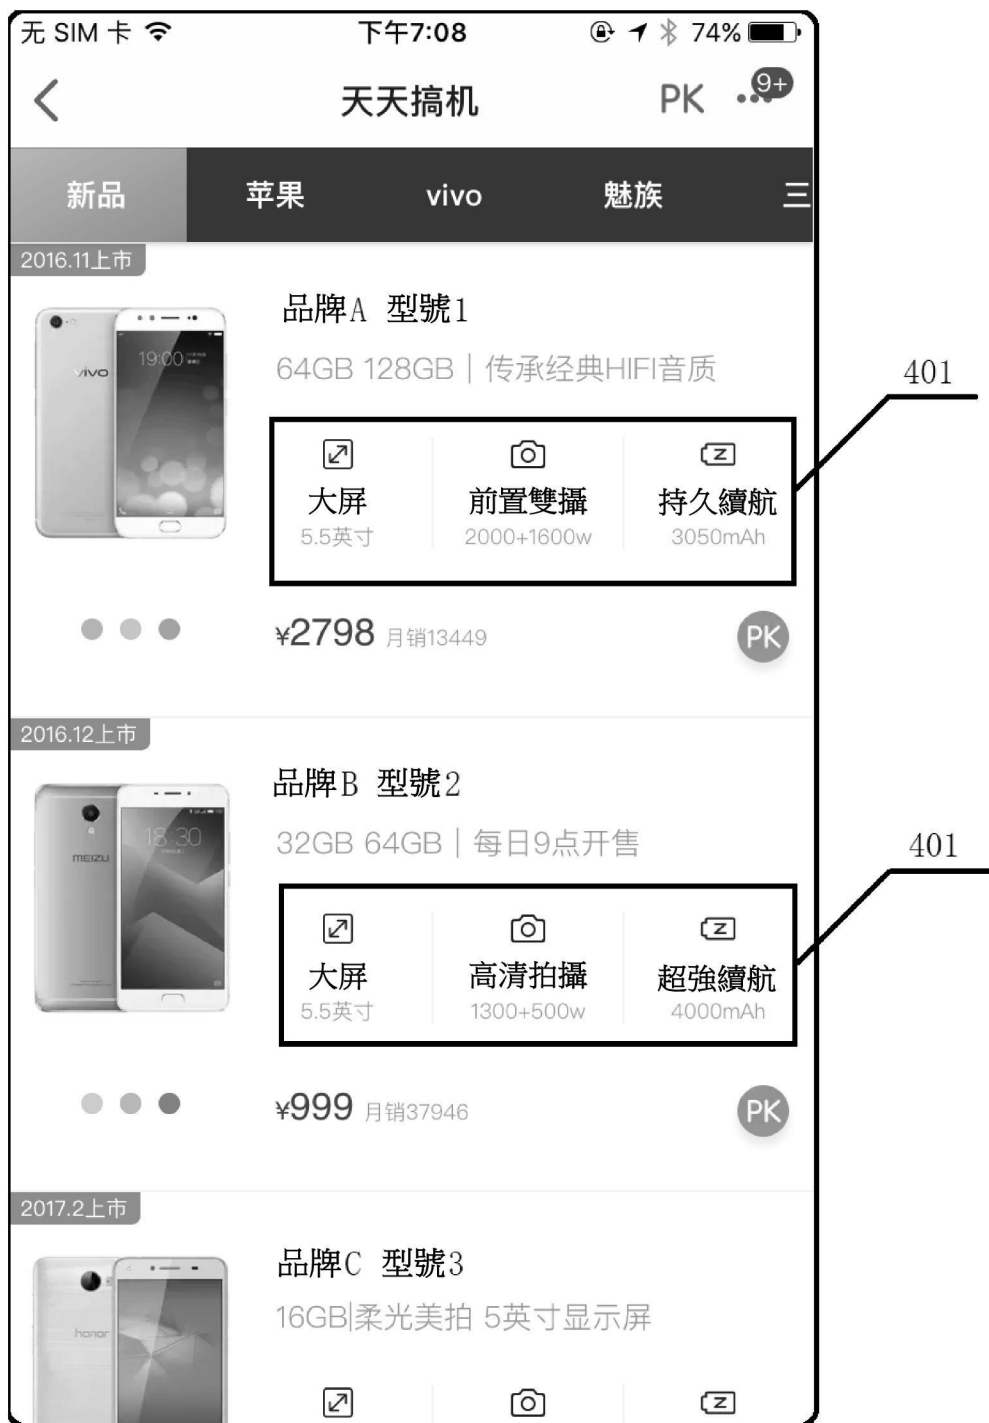 无 SIM 卡 下午7:08 74%
天天搞机 PK 9+
新品 苹果 vivo 魅族 三
2016.11上市
品牌A 型號1
64GB 128GB｜传承经典HIFI音质
401
vivo 19:00
大屏 前置雙攝 持久續航
5.5英寸 2000+1600w 3050mAh
¥2798 月销13449 PK
2016.12上市
品牌B 型號2
32GB 64GB｜每日9点开售
401
MEIZU 18:30
大屏 高清拍攝 超強續航
5.5英寸 1300+500w 4000mAh
¥999 月销37946 PK
2017.2上市
品牌C 型號3
16GB|柔光美拍 5英寸显示屏
honor